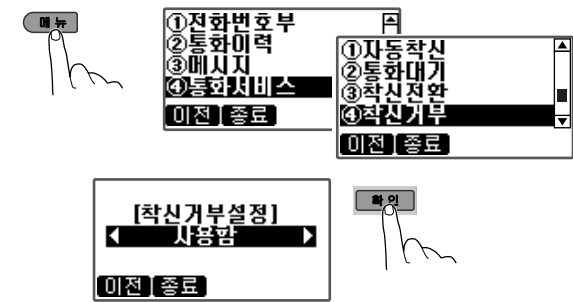 메뉴
①전화번호부
②통화이력
③메시지
④통화서비스
이전 종료
①자동착신
②통화대기
③착신전환
④착신거부
이전 종료
[착신거부설정]
사용함
이전 종료
확인